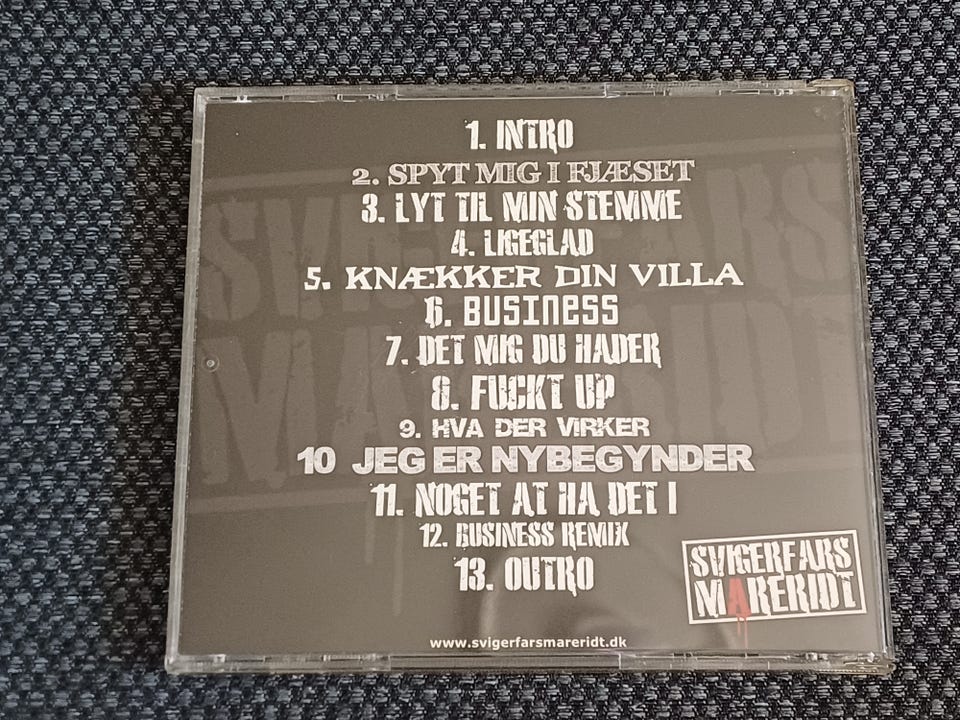 1. INTRO
2. SPYT MIG I FJÆSET
3. LYT TIL MIN STEMME
4. LIGEGLAD
5. KNÆKKER DIN VILLA
6. BUSINESS
7. DET MIG DU HADER
8. FUCKT UP
9. HVA DER VIRKER
10 JEG ER NYBEGYNDER
11. NOGET AT HA DET I
12. BUSINESS REMIX
13. OUTRO
SVIGERFARS
MARERIDT
www.svigerfarsmareridt.dk
SVIGERFARS
MARERIDT